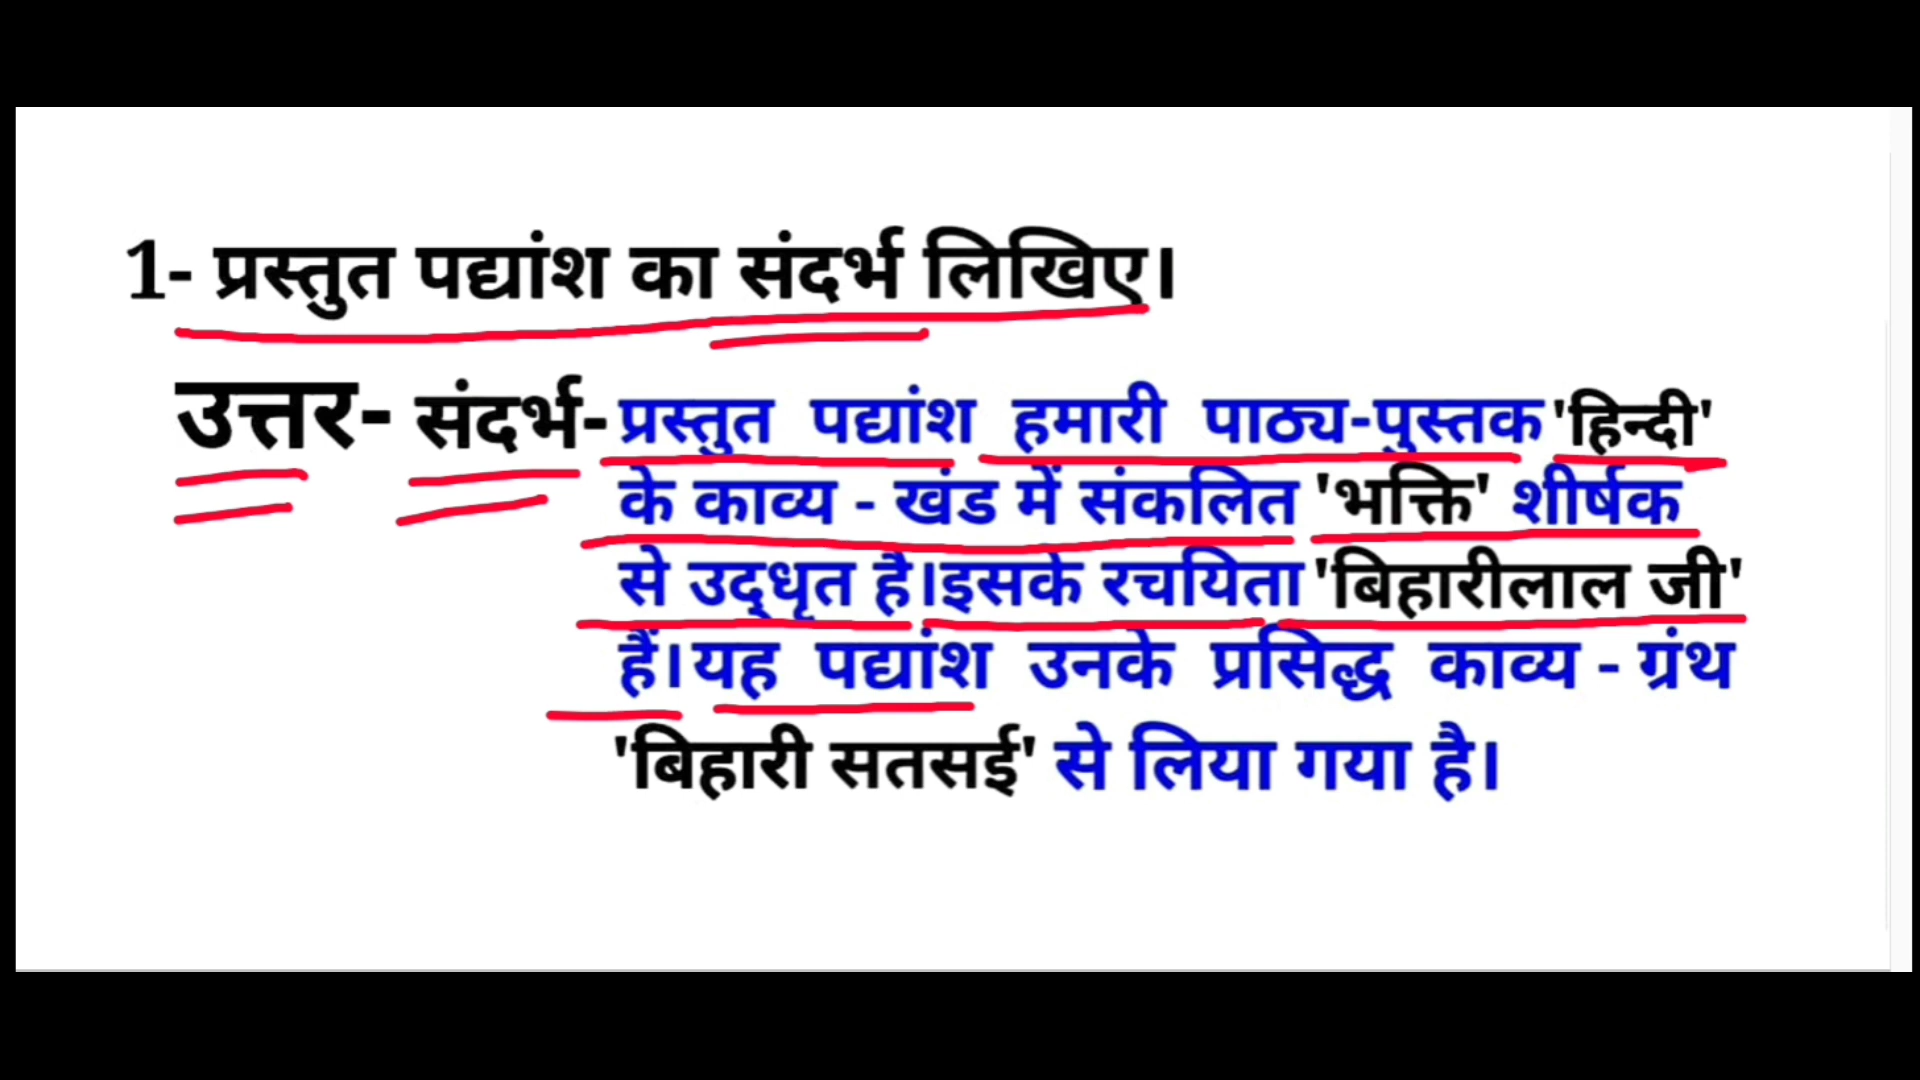 1- प्रस्तुत पद्यांश का संदर्भ लिखिए।
उत्तर- संदर्भ- प्रस्तुत पद्यांश हमारी पाठ्य-पुस्तक 'हिन्दी'
के काव्य - खंड में संकलित 'भक्ति' शीर्षक
से उद्धृत है।इसके रचयिता 'बिहारीलाल जी'
हैं। यह पद्यांश उनके प्रसिद्ध काव्य - ग्रंथ
'बिहारी सतसई' से लिया गया है।